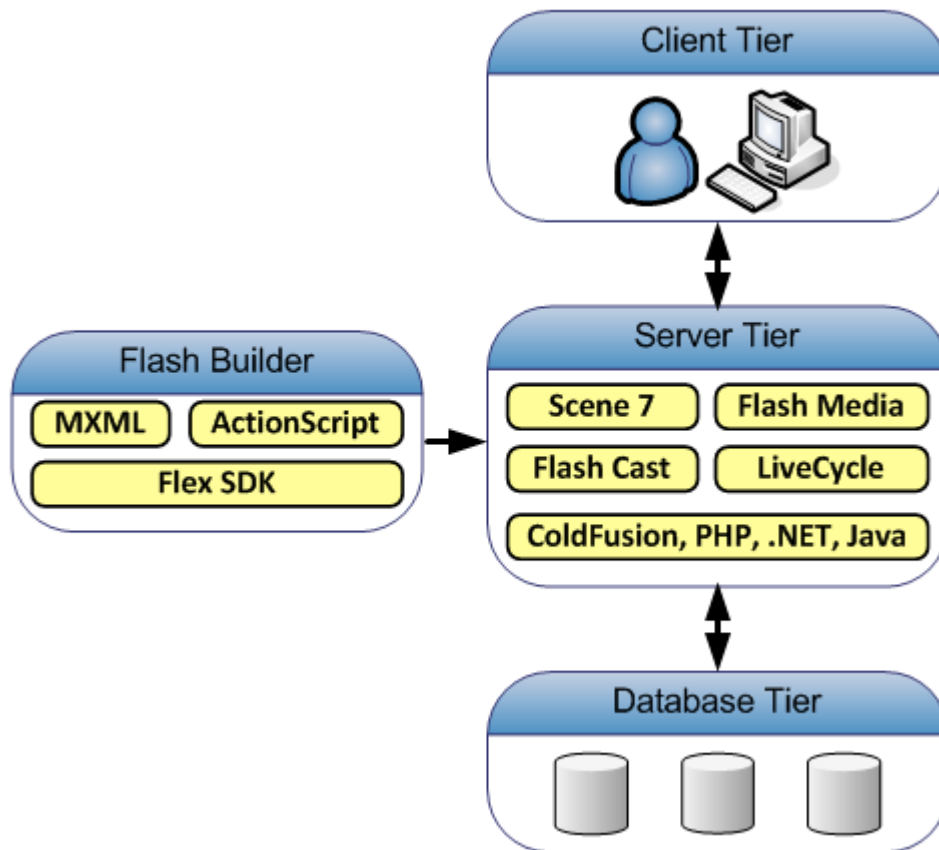 Client Tier
Server Tier
Scene 7
Flash Media
Flash Cast
LiveCycle
ColdFusion, PHP, .NET, Java
Flash Builder
MXML
ActionScript
Flex SDK
Database Tier